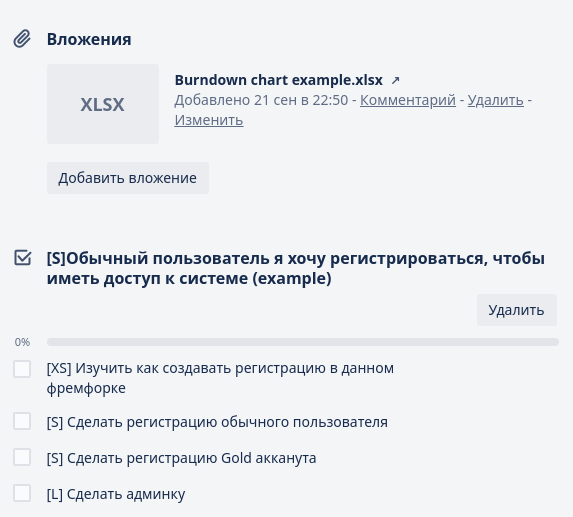 Вложения
XLSX
Burndown chart example.xlsx ↗
Добавлено 21 сен в 22:50 - Комментарий - Удалить -
Изменить
Добавить вложение
[S]Обычный пользователь я хочу регистрироваться, чтобы
иметь доступ к системе (example)
Удалить
0%
[XS] Изучить как создавать регистрацию в данном
фремфорке
[S] Сделать регистрацию обычного пользователя
[S] Сделать регистрацию Gold акканута
[L] Сделать админку